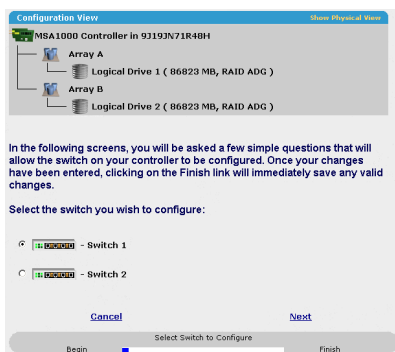 Configuration View Show Physical View
MSA1000 Controller in 9J19JN71R48H
Array A
Logical Drive 1 ( 86823 MB, RAID ADG )
Array B
Logical Drive 2 ( 86823 MB, RAID ADG )
In the following screens, you will be asked a few simple questions that will
allow the switch on your controller to be configured. Once your changes
have been entered, clicking on the Finish link will immediately save any valid
changes.
Select the switch you wish to configure:
- Switch 1
- Switch 2
Cancel Next
Select Switch to Configure
Begin Finish